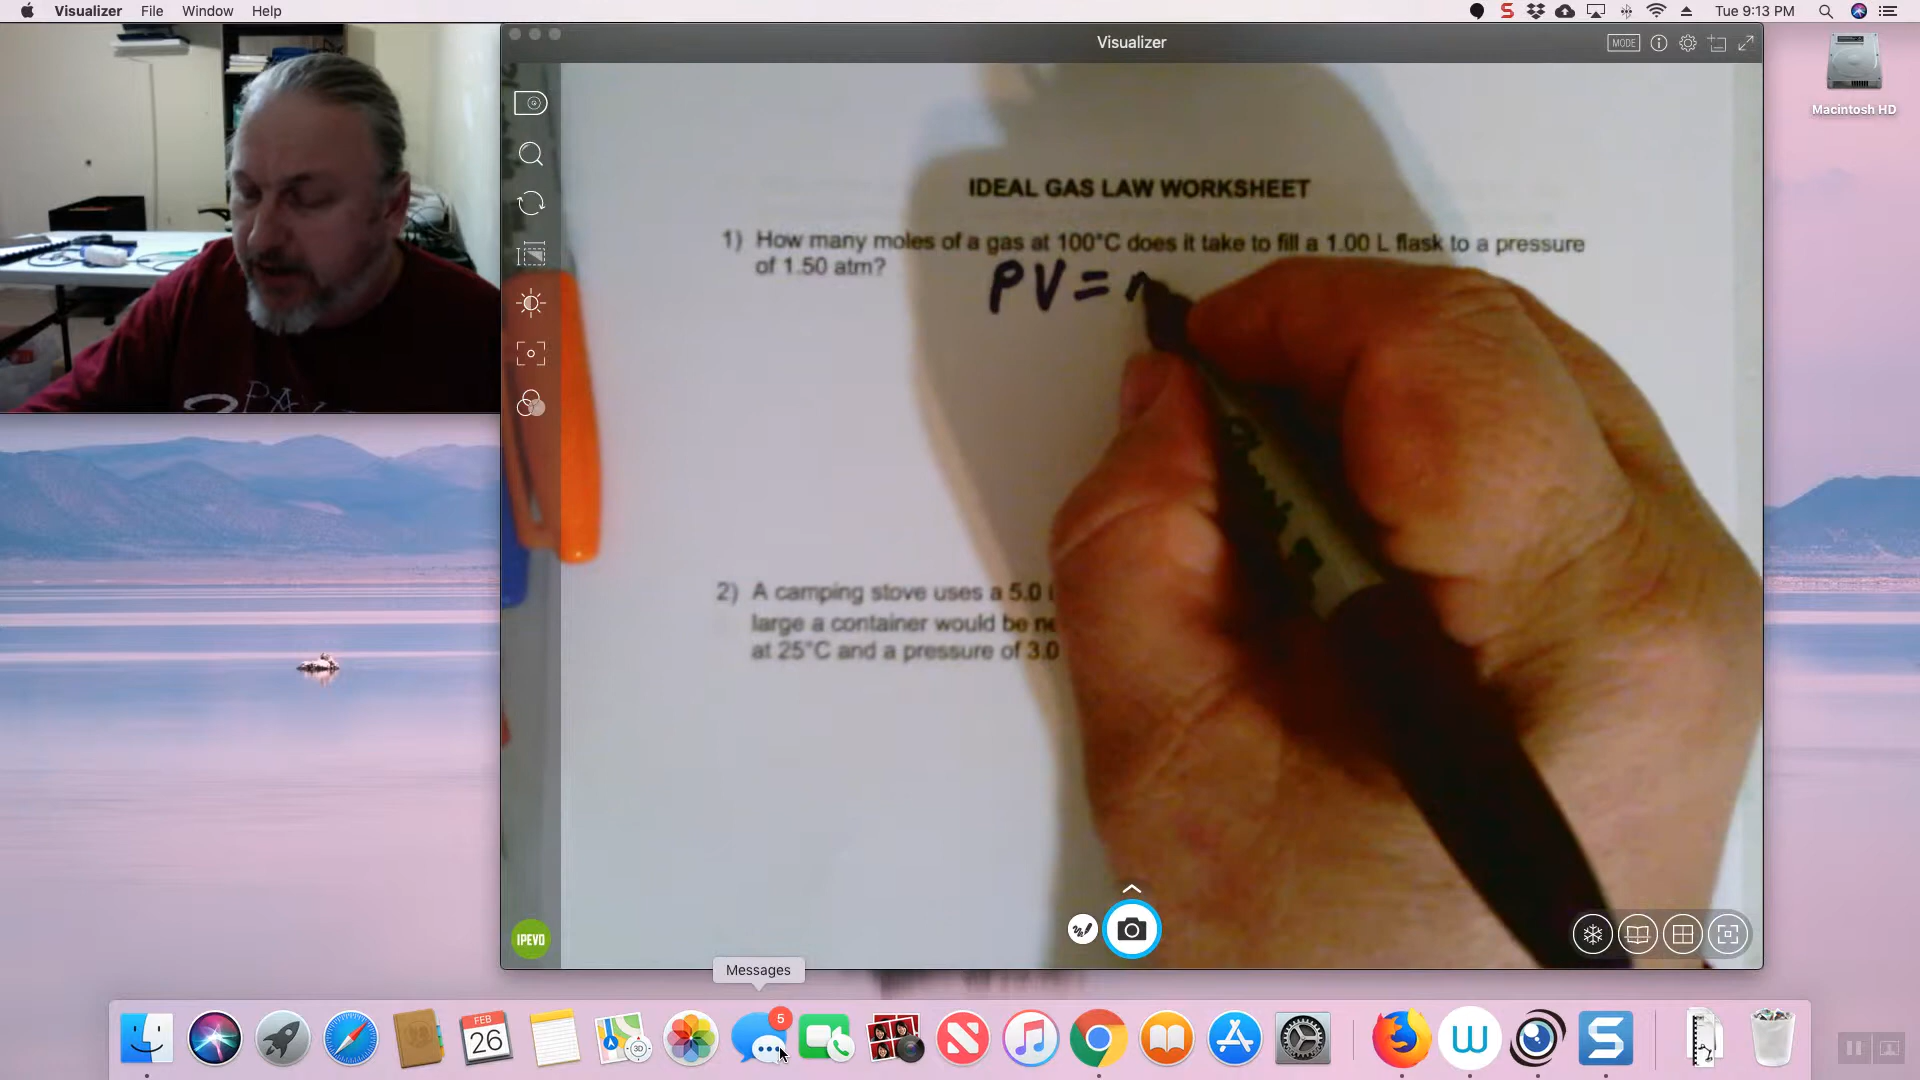 Visualizer File Window Help
Tue 9:13 PM
Visualizer
MODE
Macintosh HD
IDEAL GAS LAW WORKSHEET
1) How many moles of a gas at 100°C does it take to fill a 1.00 L flask to a pressure
of 1.50 atm?
PV=n
2) A camping stove uses a 5.0
large a container would be
at 25°C and a pressure of 3.0
IPEVO
Messages
5
FEB
26
3D